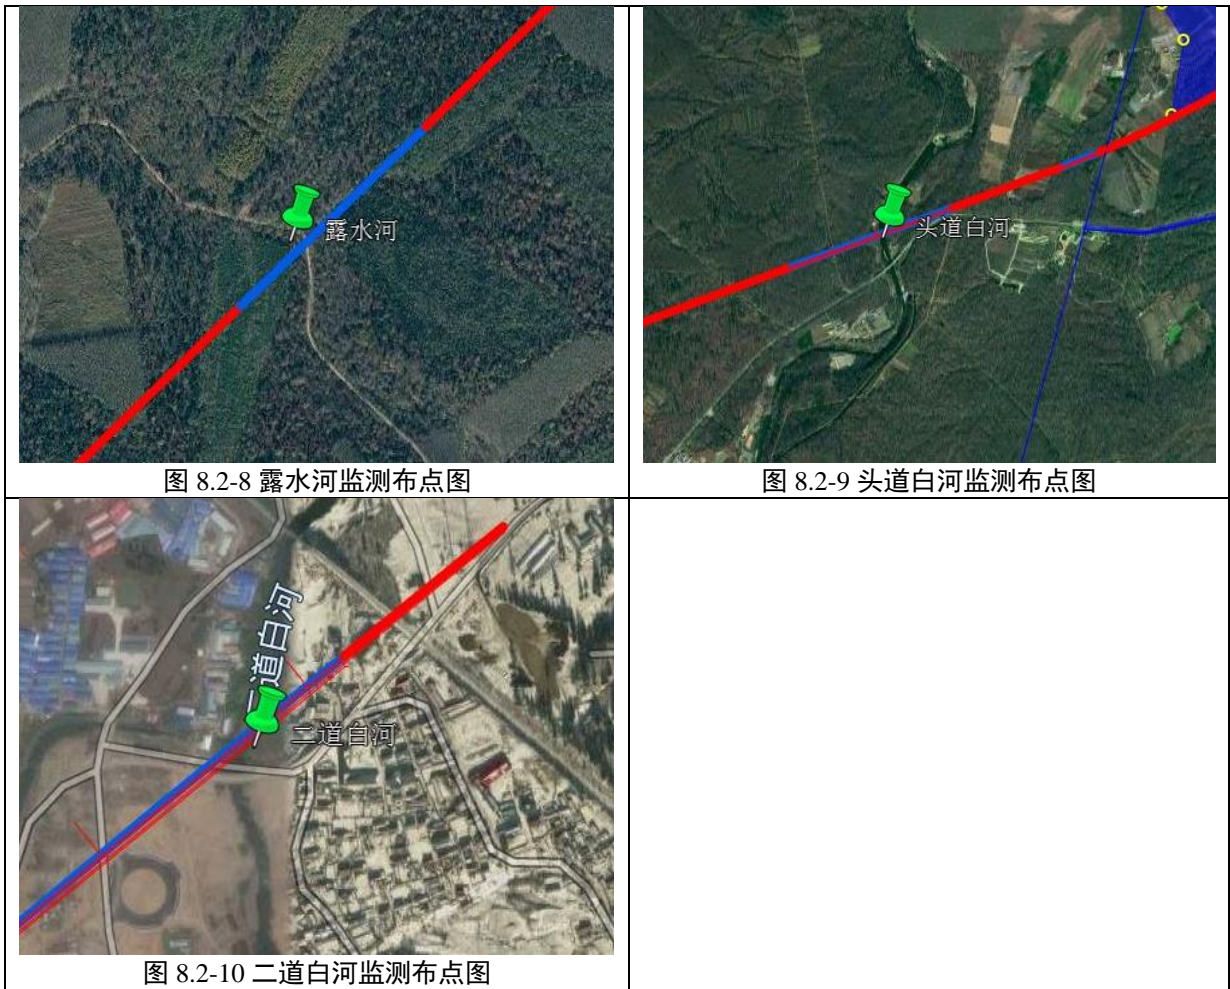 露水河
图 8.2-8 露水河监测布点图
头道白河
图 8.2-9 头道白河监测布点图
二道白河
二道白河
图 8.2-10 二道白河监测布点图